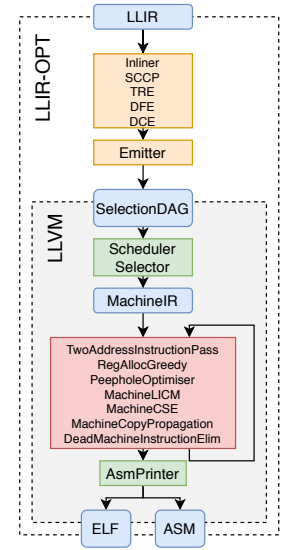 LLIR
LLIR-OPT
Inliner
SCCP
TRE
DFE
DCE
Emitter
LLVM
SelectionDAG
Scheduler
Selector
MachineIR
TwoAddressInstructionPass
RegAllocGreedy
PeepholeOptimiser
MachineLICM
MachineCSE
MachineCopyPropagation
DeadMachineInstructionElim
AsmPrinter
ELF
ASM